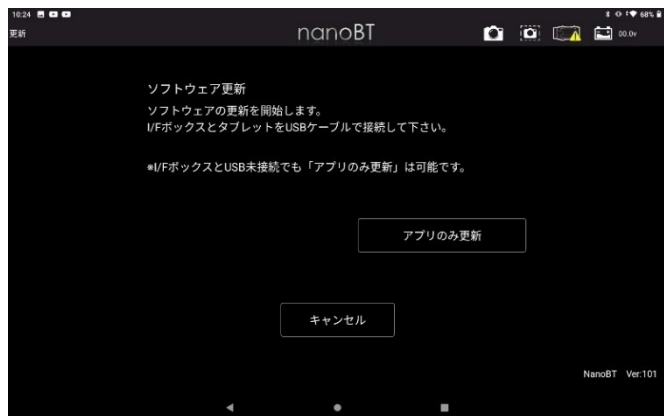 10:24
68%
更新
nanoBT
00.0v
ソフトウェア更新
ソフトウェアの更新を開始します。
I/FボックスとタブレットをUSBケーブルで接続して下さい。
※I/FボックスとUSB未接続でも「アプリのみ更新」は可能です。
アプリのみ更新
キャンセル
NanoBT Ver:101